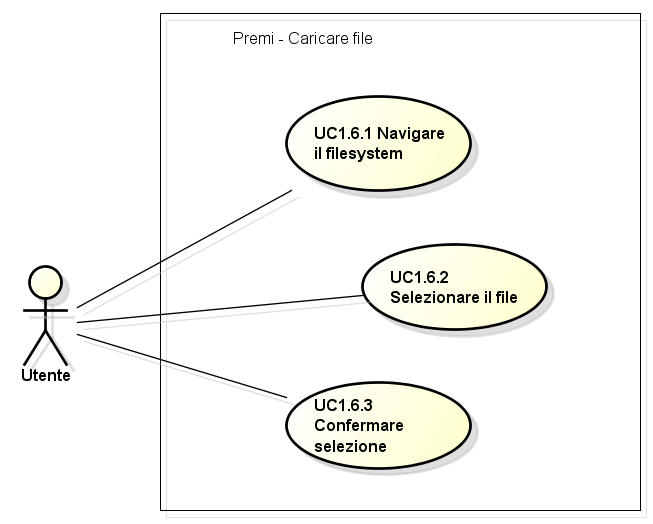 Premi - Caricare file
UC1.6.1 Navigare
il filesystem
UC1.6.2
Selezionare il file
Utente
UC1.6.3
Confermare
selezione